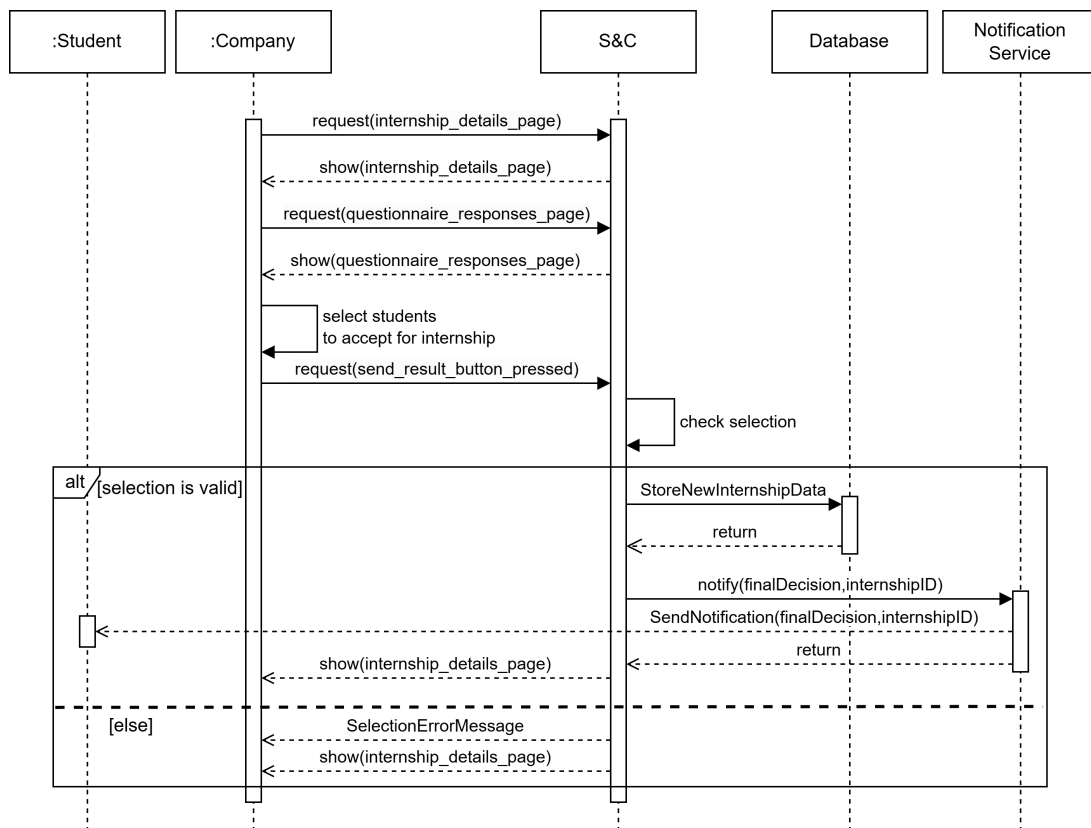 :Student
:Company
S&C
Database
Notification
Service
request(internship_details_page)
show(internship_details_page)
request(questionnaire_responses_page)
show(questionnaire_responses_page)
select students
to accept for internship
request(send_result_button_pressed)
check selection
alt
[selection is valid]
StoreNewInternshipData
return
notify(finalDecision,internshipID)
SendNotification(finalDecision,internshipID)
return
show(internship_details_page)
[else]
SelectionErrorMessage
show(internship_details_page)